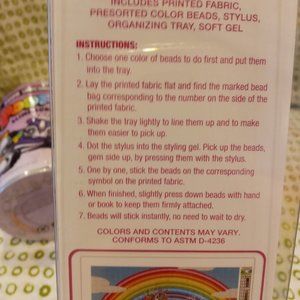 INCLUDES PRINTED FABRIC,
PRESORTED COLOR BEADS, STYLUS,
ORGANIZING TRAY, SOFT GEL
INSTRUCTIONS:
1. Choose one color of beads to do first and put them
into the tray.
2. Lay the printed fabric flat and find the marked bead
bag corresponding to the number on the side of the
printed fabric.
3. Shake the tray lightly to line them up and to make
them easier to pick up.
4. Dot the stylus into the styling gel. Pick up the beads,
gem side up, by pressing them with the stylus.
5. One by one, stick the beads on the corresponding
symbol on the printed fabric.
6. When finished, slightly press down beads with hand
or book to keep them firmly attached.
7. Beads will stick instantly, no need to wait to dry.
COLORS AND CONTENTS MAY VARY.
CONFORMS TO ASTM D-4236